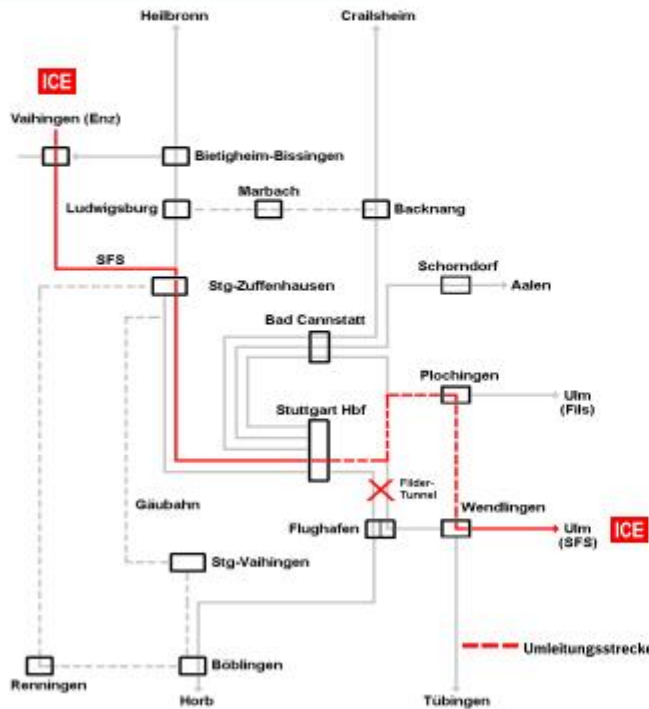 Heilbronn
Crailsheim
ICE
Vaihingen (Enz)
Bietigheim-Bissingen
Marbach
Ludwigsburg
Backnang
SFS
Schorndorf
Stg-Zuffenhausen
Aalen
Bad Cannstatt
Plochingen
Stuttgart Hbf
Ulm
(Fils)
Filder-
Tunnel
Gäubahn
Wendlingen
Flughafen
Ulm
(SFS)
ICE
Stg-Vaihingen
Umleitungsstrecke
Renningen
Böblingen
Horb
Tübingen